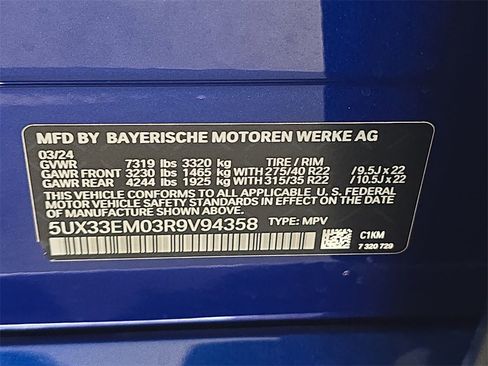 MFD BY BAYERISCHE MOTOREN WERKE AG
03/24
GVWR 7319 lbs 3320 kg TIRE / RIM
GAWR FRONT 3230 lbs 1465 kg WITH 275/40 R22 /9.5J x 22
GAWR REAR 4244 lbs 1925 kg WITH 315/35 R22 /10.5J x 22
THIS VEHICLE CONFORMS TO ALL APPLICABLE U.S. FEDERAL
MOTOR VEHICLE SAFETY STANDARDS IN EFFECT
ON THE DATE OF MANUFACTURE SHOWN ABOVE.
5UX33EM03R9V94358 TYPE: MPV
C1KM
7 320 729